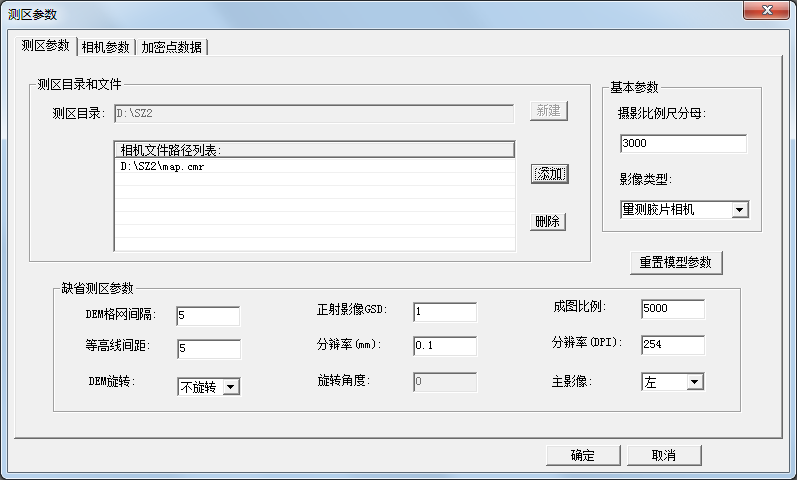 测区参数
测区参数 相机参数 加密点数据
测区目录和文件
测区目录: D:\SZ2 新建
相机文件路径列表:
D:\SZ2\map.cmr
添加
删除
基本参数
摄影比例尺分母:
3000
影像类型:
量测胶片相机
重置模型参数
缺省测区参数
DEM格网间隔: 5 正射影像GSD: 1 成图比例: 5000
等高线间距: 5 分辨率(mm): 0.1 分辨率(DPI): 254
DEM旋转: 不旋转 旋转角度: 0 主影像: 左
确定 取消